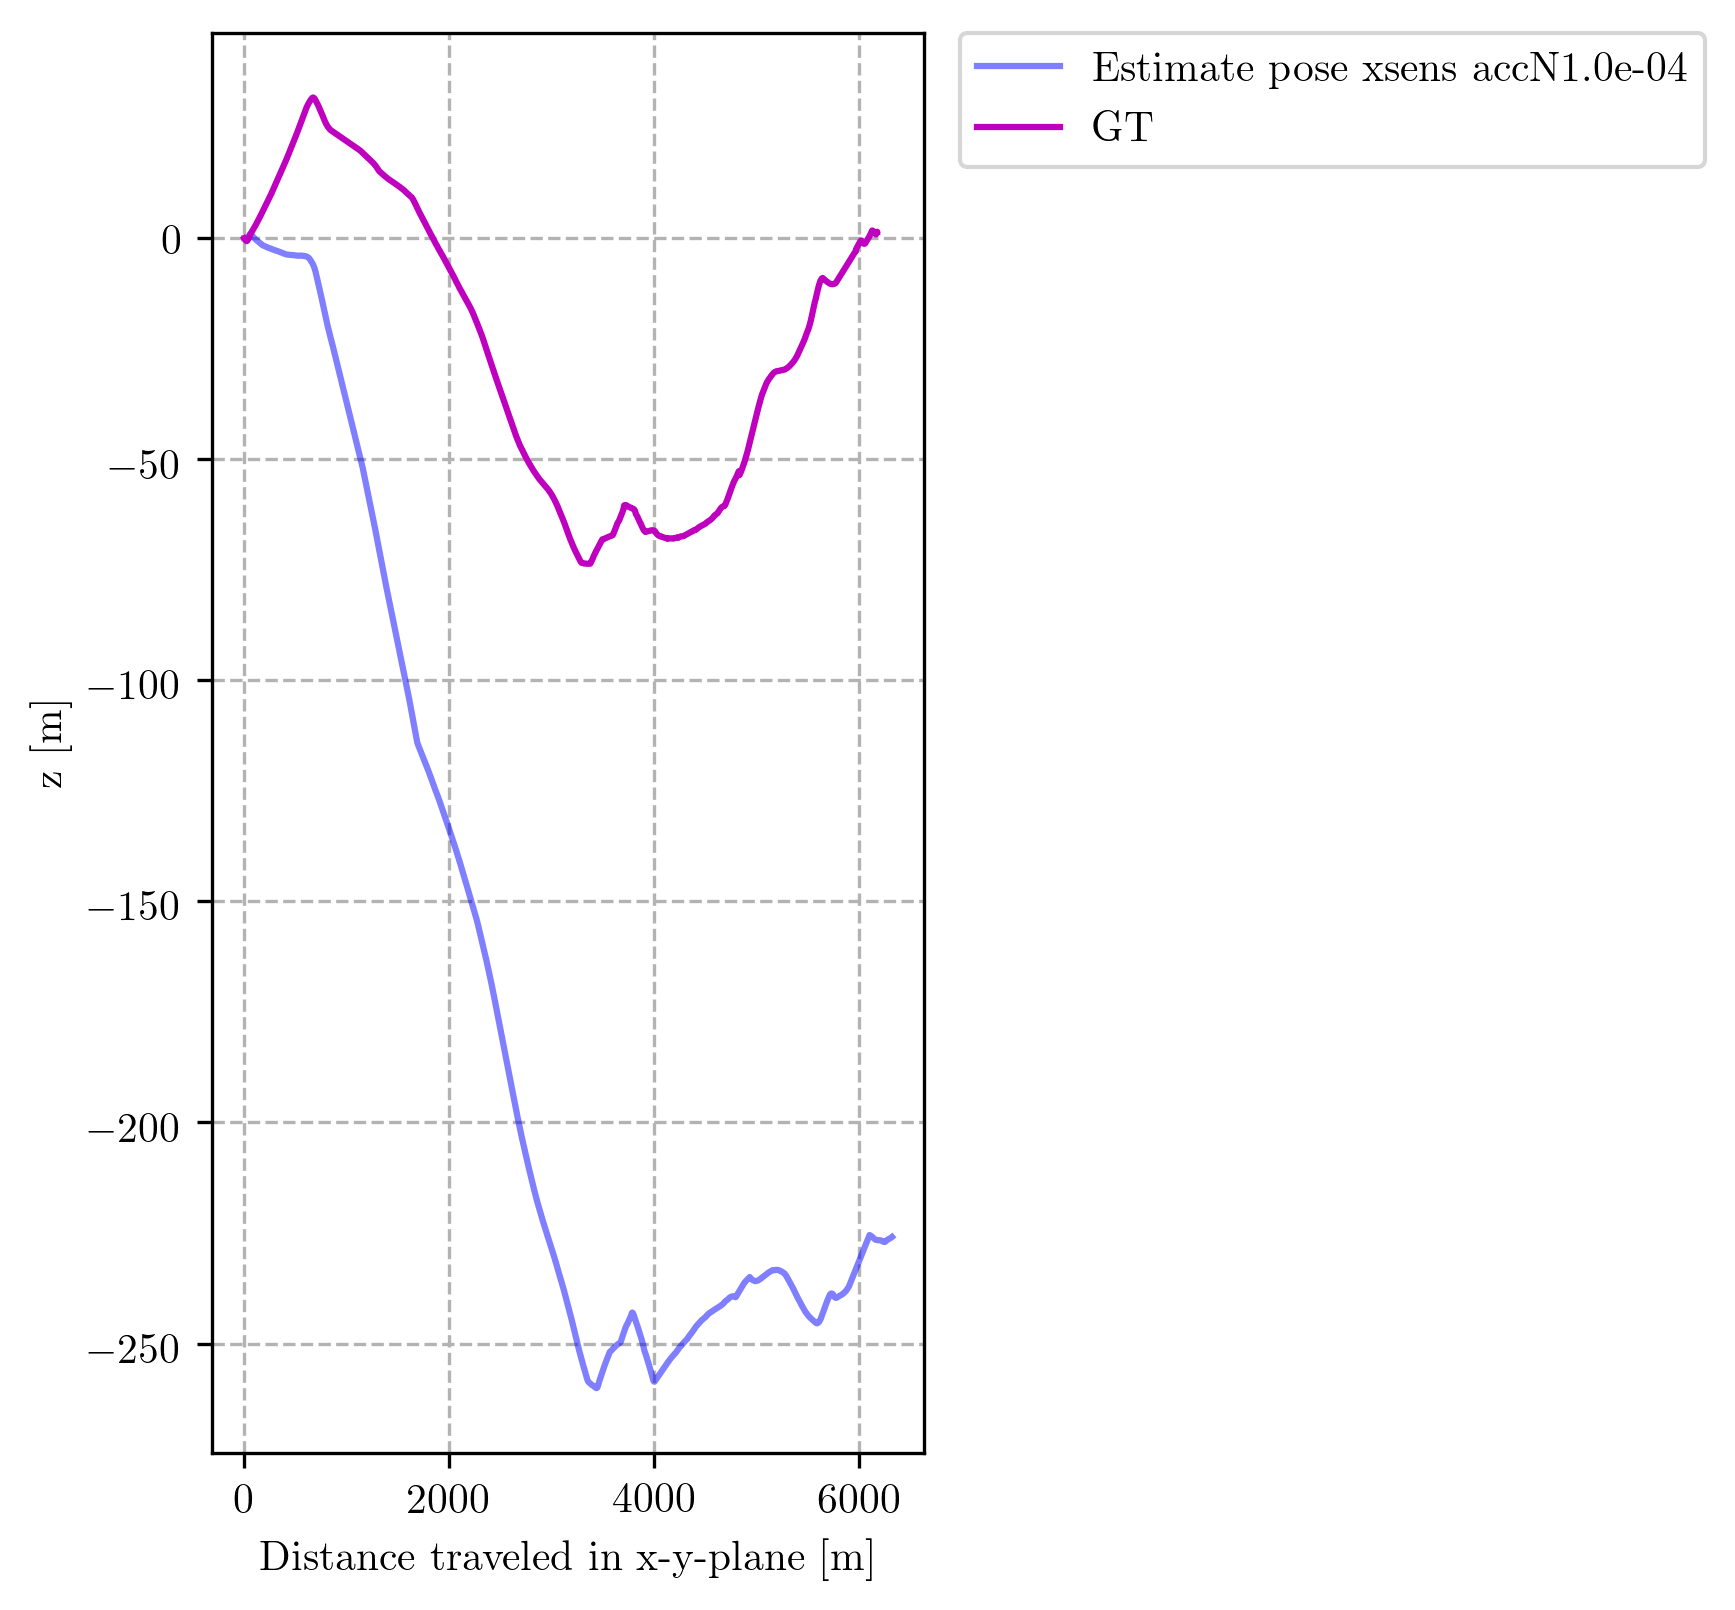 Estimate pose xsens accN1.0e-04
GT
0
−50
−100
−150
−200
−250
z [m]
0 2000 4000 6000
Distance traveled in x-y-plane [m]